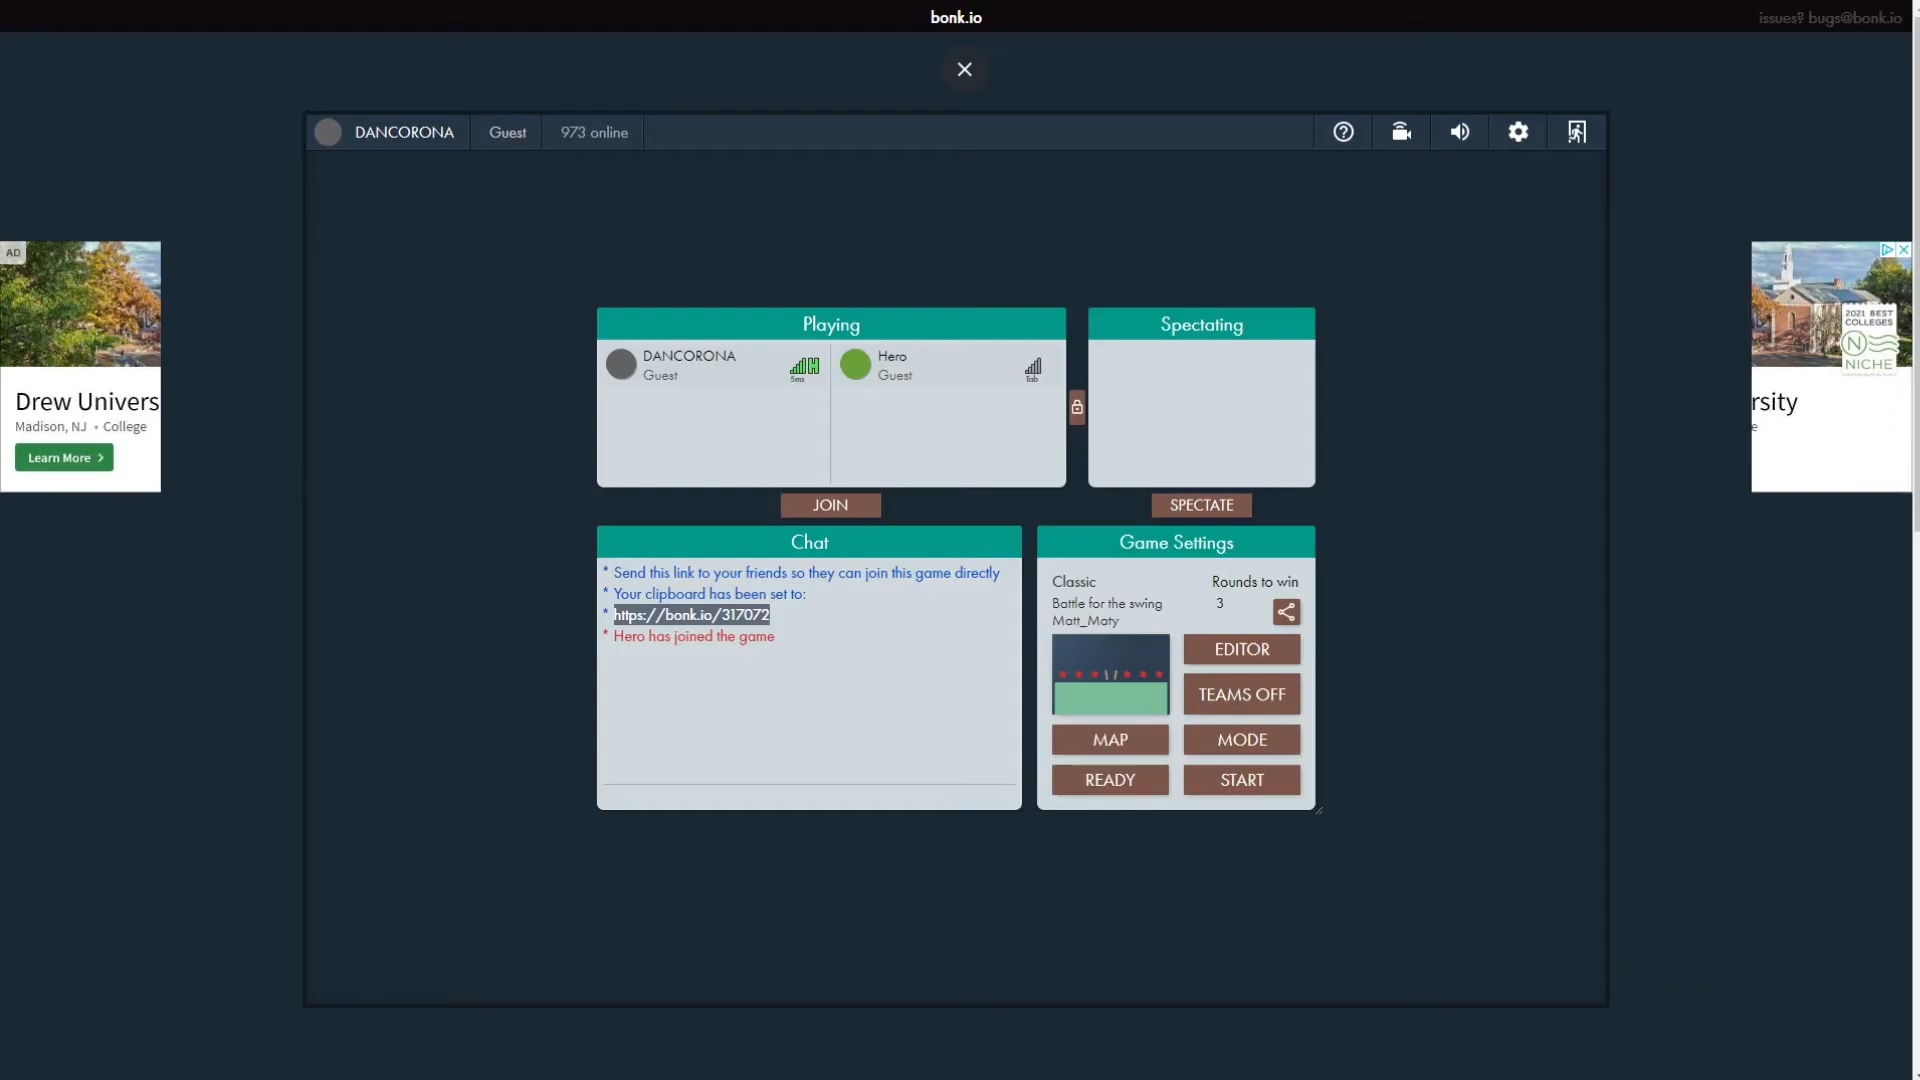 bonk.io
issues? bugs@bonk.io
DANCORONA
Guest
973 online
AD
Drew Univers
Madison, NJ • College
Learn More
2021 BEST
COLLEGES
N
NICHE
rsity
e
Playing
DANCORONA
Guest
5ms
H
Hero
Guest
Tab
Spectating
JOIN
SPECTATE
Chat
* Send this link to your friends so they can join this game directly
* Your clipboard has been set to:
* https://bonk.io/317072
* Hero has joined the game
Game Settings
Classic
Rounds to win
Battle for the swing
3
Matt_Maty
EDITOR
TEAMS OFF
MAP
MODE
READY
START